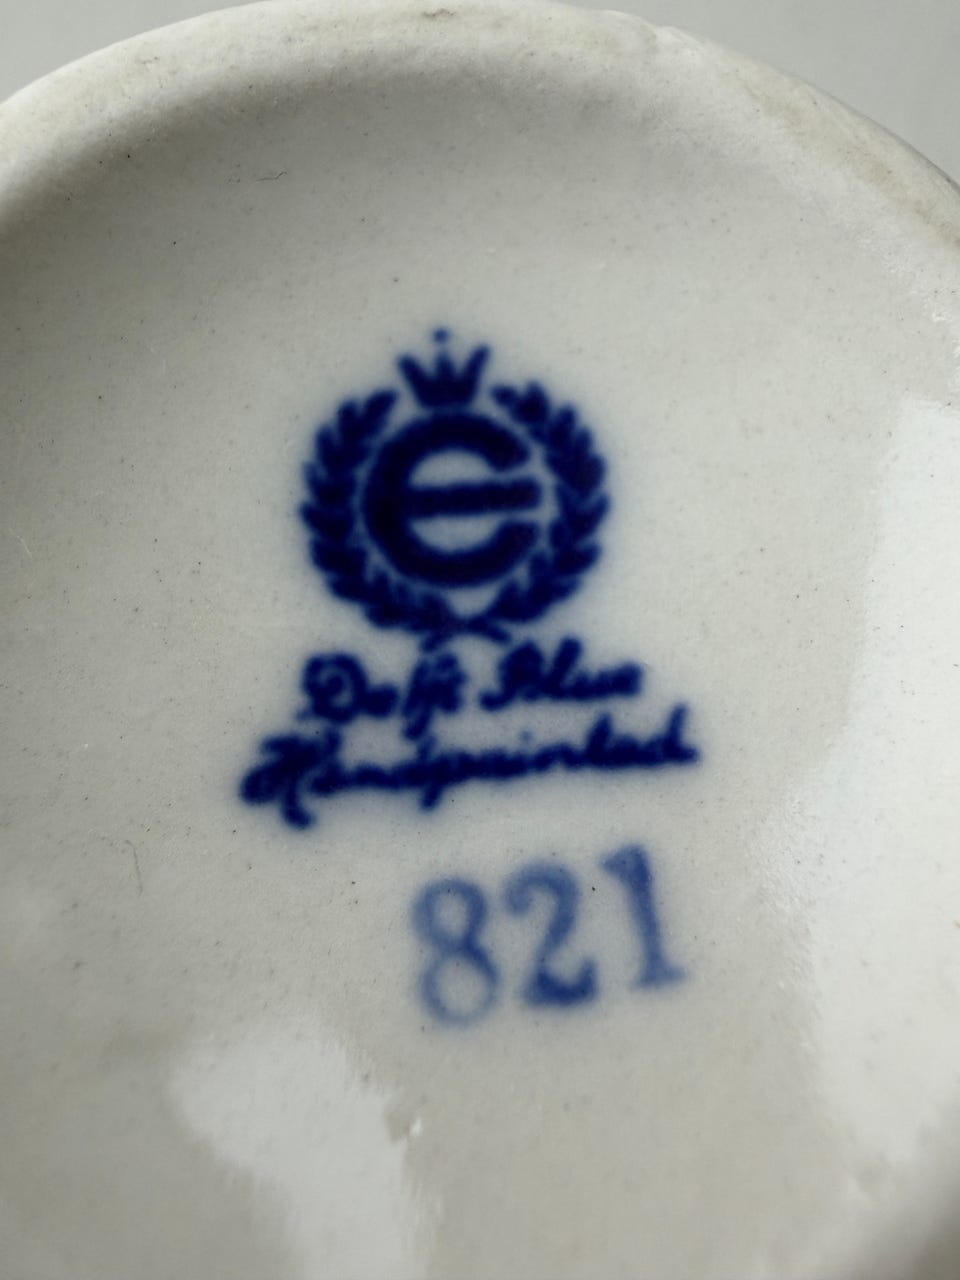 E
Delft Blue
Handpainted
821